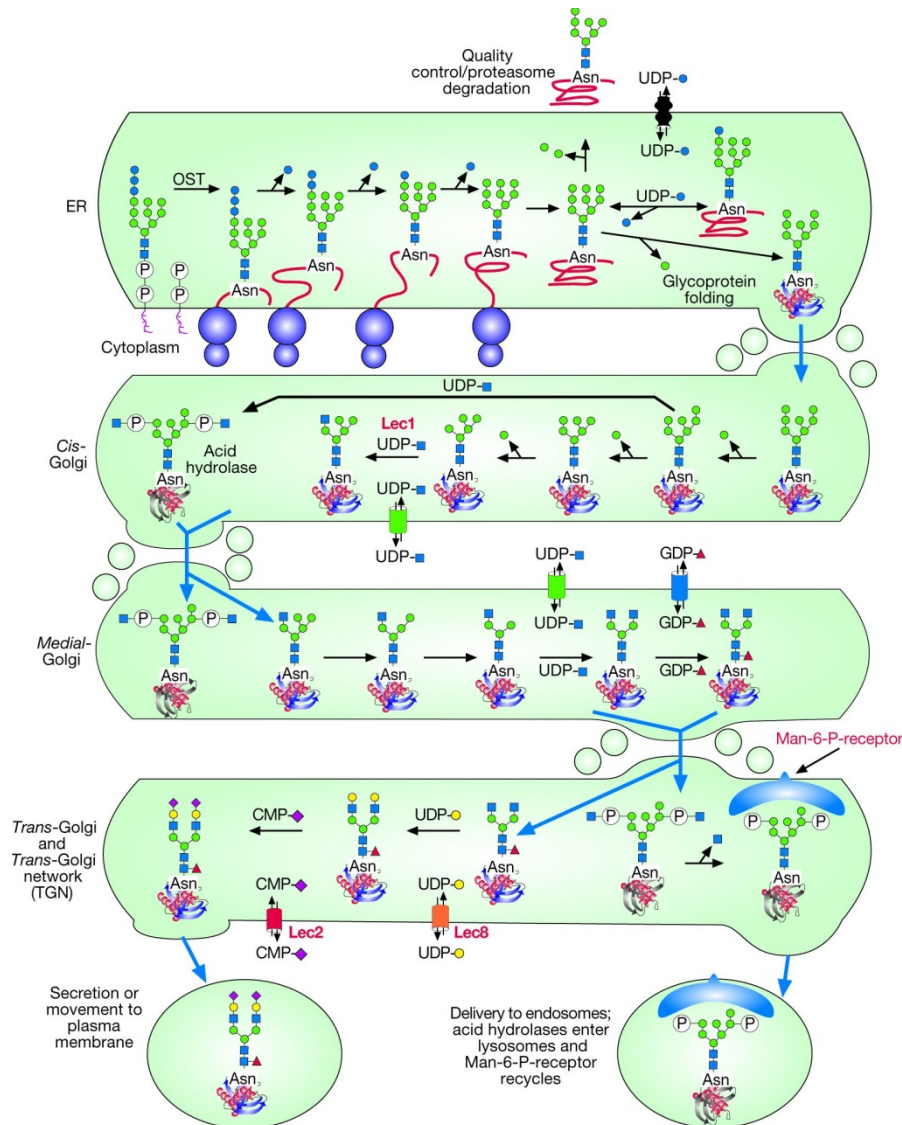 Quality
control/proteasome
degradation
Asn
UDP-
UDP-
ER
OST
UDP-
Asn
Asn
Asn
Asn
Asn
Asn
Asn
P
P
P
P
Glycoprotein
folding
Cytoplasm
UDP-
P
P
Lec1
Cis-
Golgi
Acid
hydrolase
UDP-
Asn
Asn
Asn
Asn
Asn
Asn
UDP-
UDP-
UDP-
GDP-
P
P
UDP-
GDP-
Medial-
Golgi
Asn
Asn
Asn
Asn
UDP-
Asn
GDP-
Asn
Man-6-P-receptor
Trans-Golgi
and
Trans-Golgi
network
(TGN)
CMP-
UDP-
P
P
P
P
Asn
Asn
Asn
Asn
Asn
CMP-
UDP-
Lec2
Lec8
CMP-
UDP-
Secretion or
movement to
plasma
membrane
Asn
Delivery to endosomes;
acid hydrolases enter
lysosomes and
Man-6-P-receptor
recycles
P
P
Asn